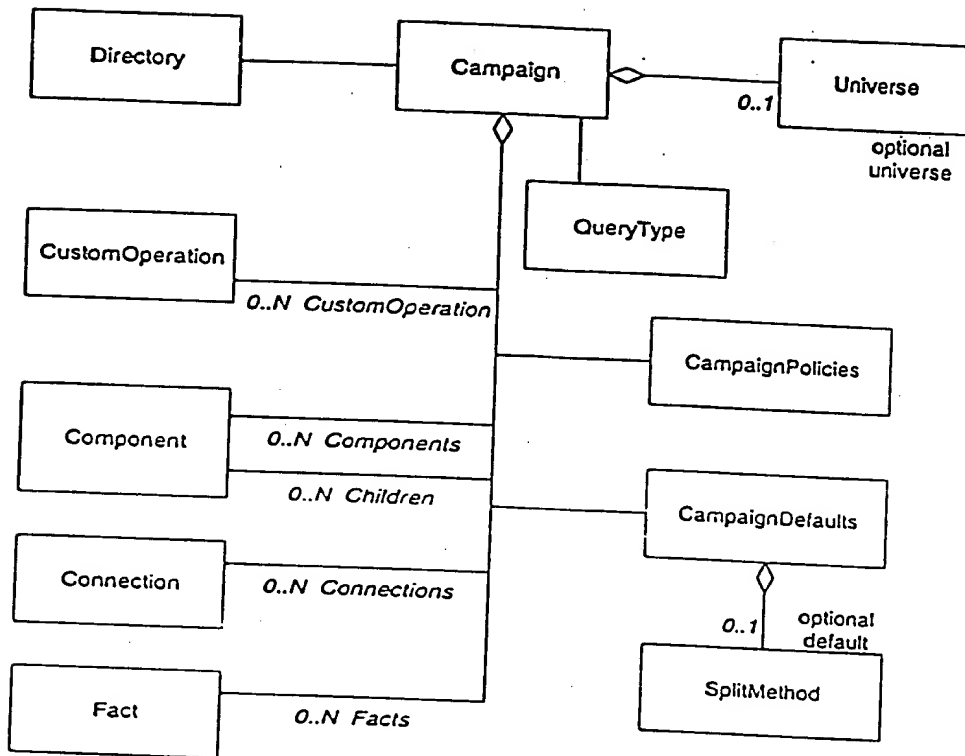 Directory
Campaign
Universe
0..1
optional
universe
QueryType
CustomOperation
0..N CustomOperation
CampaignPolicies
Component
0..N Components
0..N Children
CampaignDefaults
Connection
0..N Connections
0..1
optional
default
SplitMethod
Fact
0..N Facts